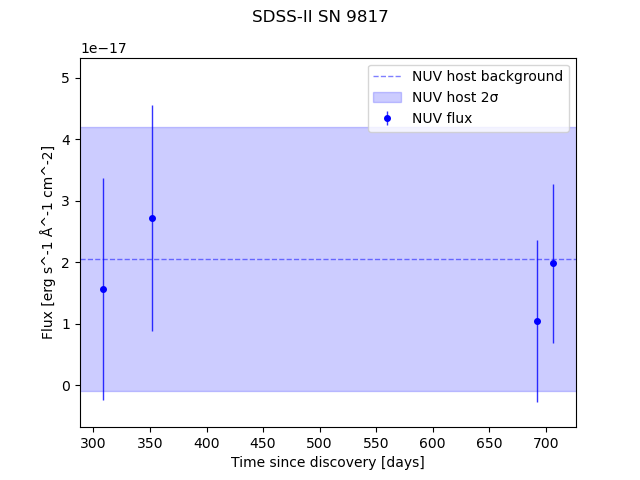 SDSS-II SN 9817
1e−17
NUV host background
NUV host 2σ
NUV flux
5
4
3
2
1
0
Flux [erg s^-1 Å^-1 cm^-2]
300 350 400 450 500 550 600 650 700
Time since discovery [days]